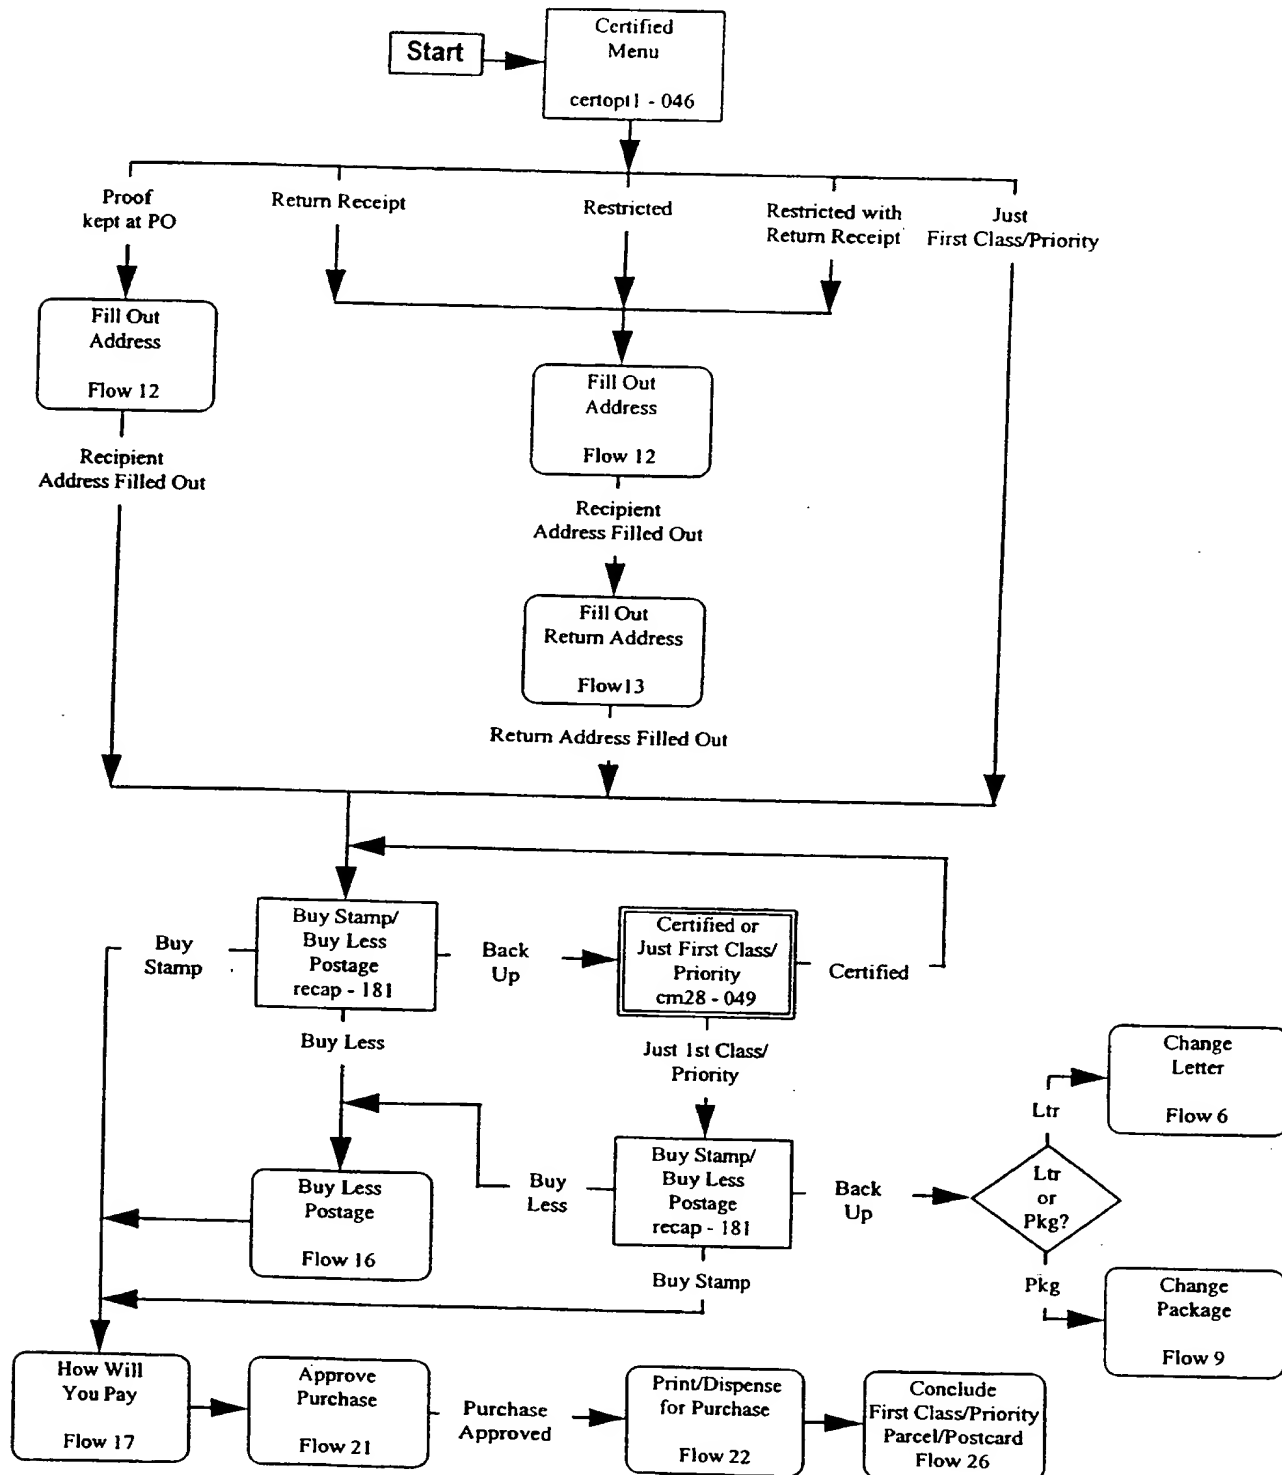 Start
Certified
Menu
certopt1 - 046
Proof
kept at PO
Return Receipt
Restricted
Restricted with
Return Receipt
Just
First Class/Priority
Fill Out
Address
Flow 12
Recipient
Address Filled Out
Fill Out
Address
Flow 12
Recipient
Address Filled Out
Fill Out
Return Address
Flow13
Return Address Filled Out
Buy
Stamp
Buy Stamp/
Buy Less
Postage
recap - 181
Back
Up
Certified or
Just First Class/
Priority
cm28 - 049
Certified
Buy Less
Just 1st Class/
Priority
Change
Letter
Flow 6
Ltr
Buy Less
Postage
Flow 16
Buy
Less
Buy Stamp/
Buy Less
Postage
recap - 181
Back
Up
Ltr
or
Pkg?
Buy Stamp
Pkg
Change
Package
Flow 9
How Will
You Pay
Flow 17
Approve
Purchase
Flow 21
Purchase
Approved
Print/Dispense
for Purchase
Flow 22
Conclude
First Class/Priority
Parcel/Postcard
Flow 26